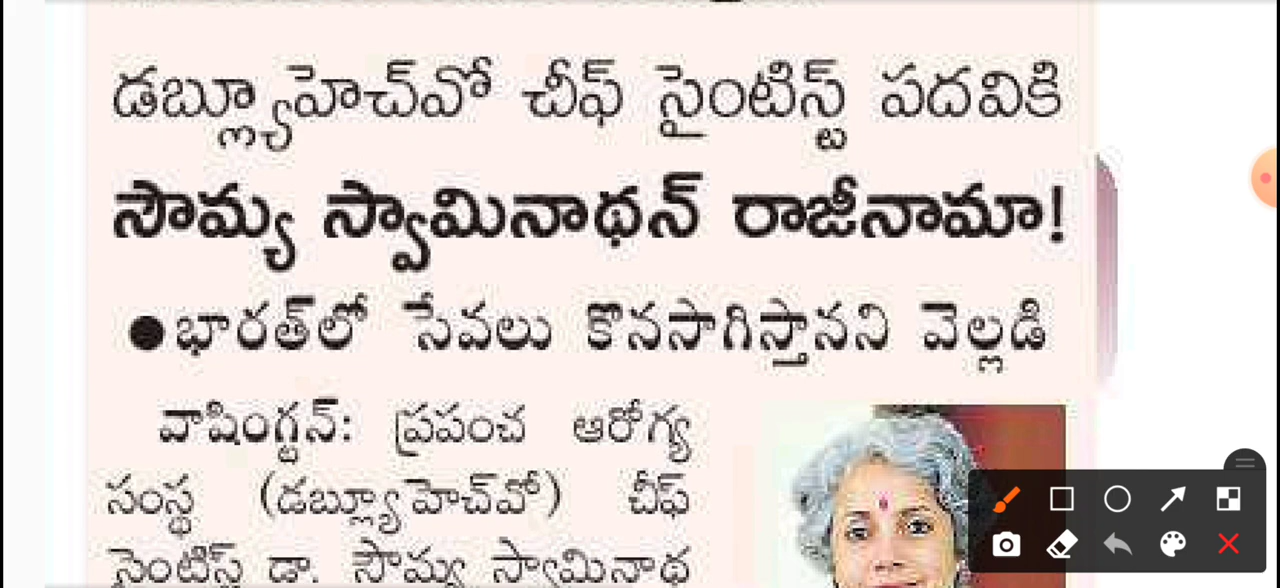 డబ్ల్యూహెచ్‌వో చీఫ్ సైంటిస్ట్ పదవికి
సౌమ్య స్వామినాథన్ రాజీనామా!
●భారత్‌లో సేవలు కొనసాగిస్తానని వెల్లడి
వాషింగ్టన్: ప్రపంచ ఆరోగ్య
సంస్థ (డబ్ల్యూహెచ్‌వో) చీఫ్
సైంటిస్ట్ డా. సౌమ్య స్వామినాథ